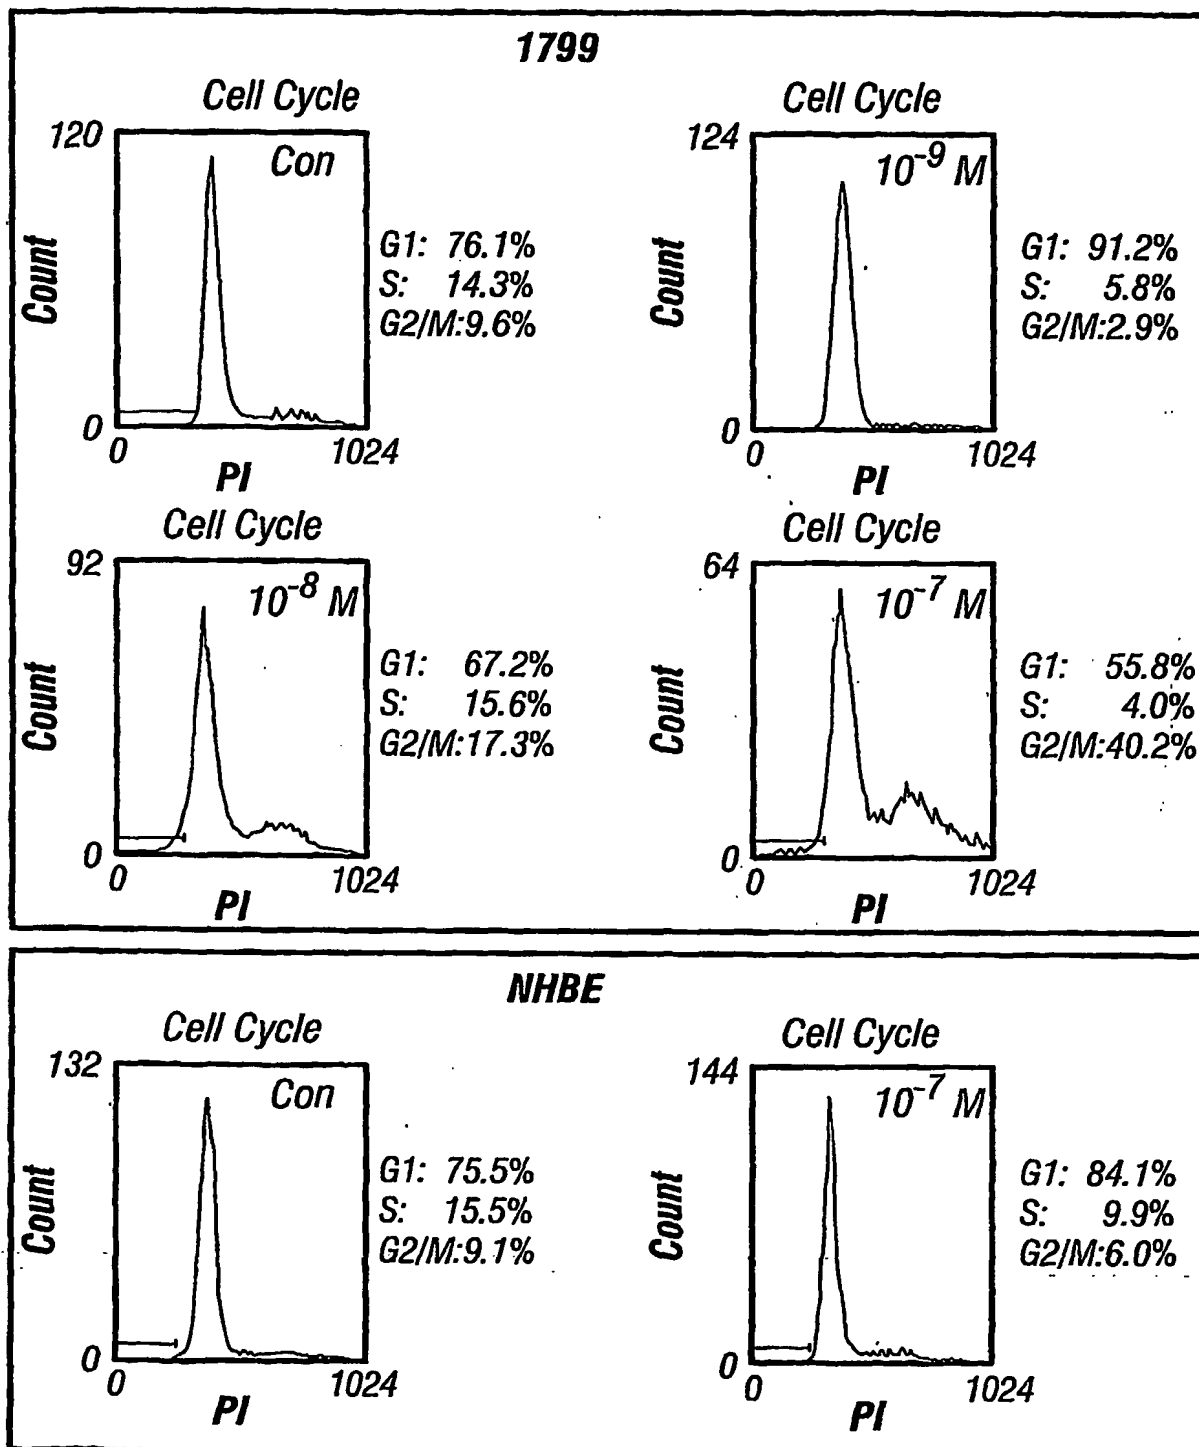 1799
Cell Cycle
120
Con
Count
G1: 76.1%
S: 14.3%
G2/M:9.6%
0
0
1024
PI
Cell Cycle
124
10⁻⁹ M
Count
G1: 91.2%
S: 5.8%
G2/M:2.9%
0
0
1024
PI
Cell Cycle
92
10⁻⁸ M
Count
G1: 67.2%
S: 15.6%
G2/M:17.3%
0
0
1024
PI
Cell Cycle
64
10⁻⁷ M
Count
G1: 55.8%
S: 4.0%
G2/M:40.2%
0
0
1024
PI
NHBE
Cell Cycle
132
Con
Count
G1: 75.5%
S: 15.5%
G2/M:9.1%
0
0
1024
PI
Cell Cycle
144
10⁻⁷ M
Count
G1: 84.1%
S: 9.9%
G2/M:6.0%
0
0
1024
PI